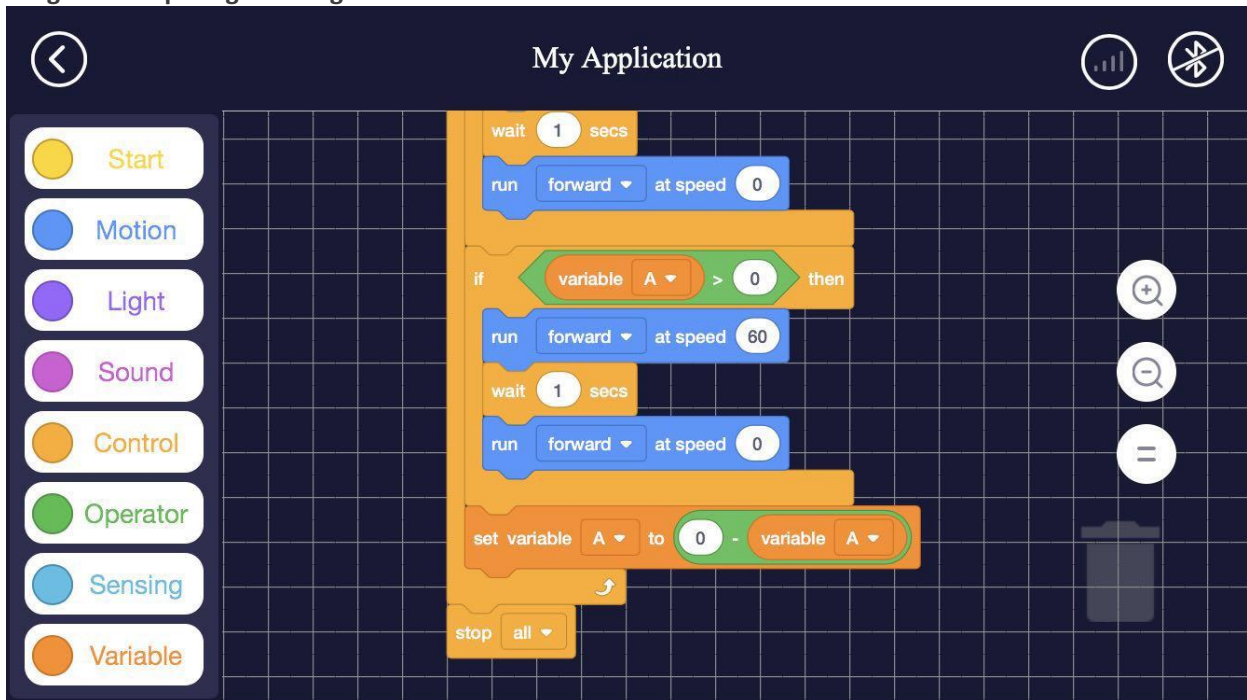 My Application
Start
Motion
Light
Sound
Control
Operator
Sensing
Variable
wait 1 secs
run forward at speed 0
if variable A > 0 then
run forward at speed 60
wait 1 secs
run forward at speed 0
set variable A to 0 - variable A
stop all